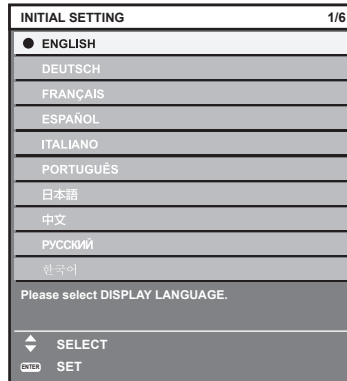 INITIAL SETTING 1/6
ENGLISH
DEUTSCH
FRANÇAIS
ESPAÑOL
ITALIANO
PORTUGUÊS
日本語
中文
РУССКИЙ
한국어
Please select DISPLAY LANGUAGE.
SELECT
ENTER SET